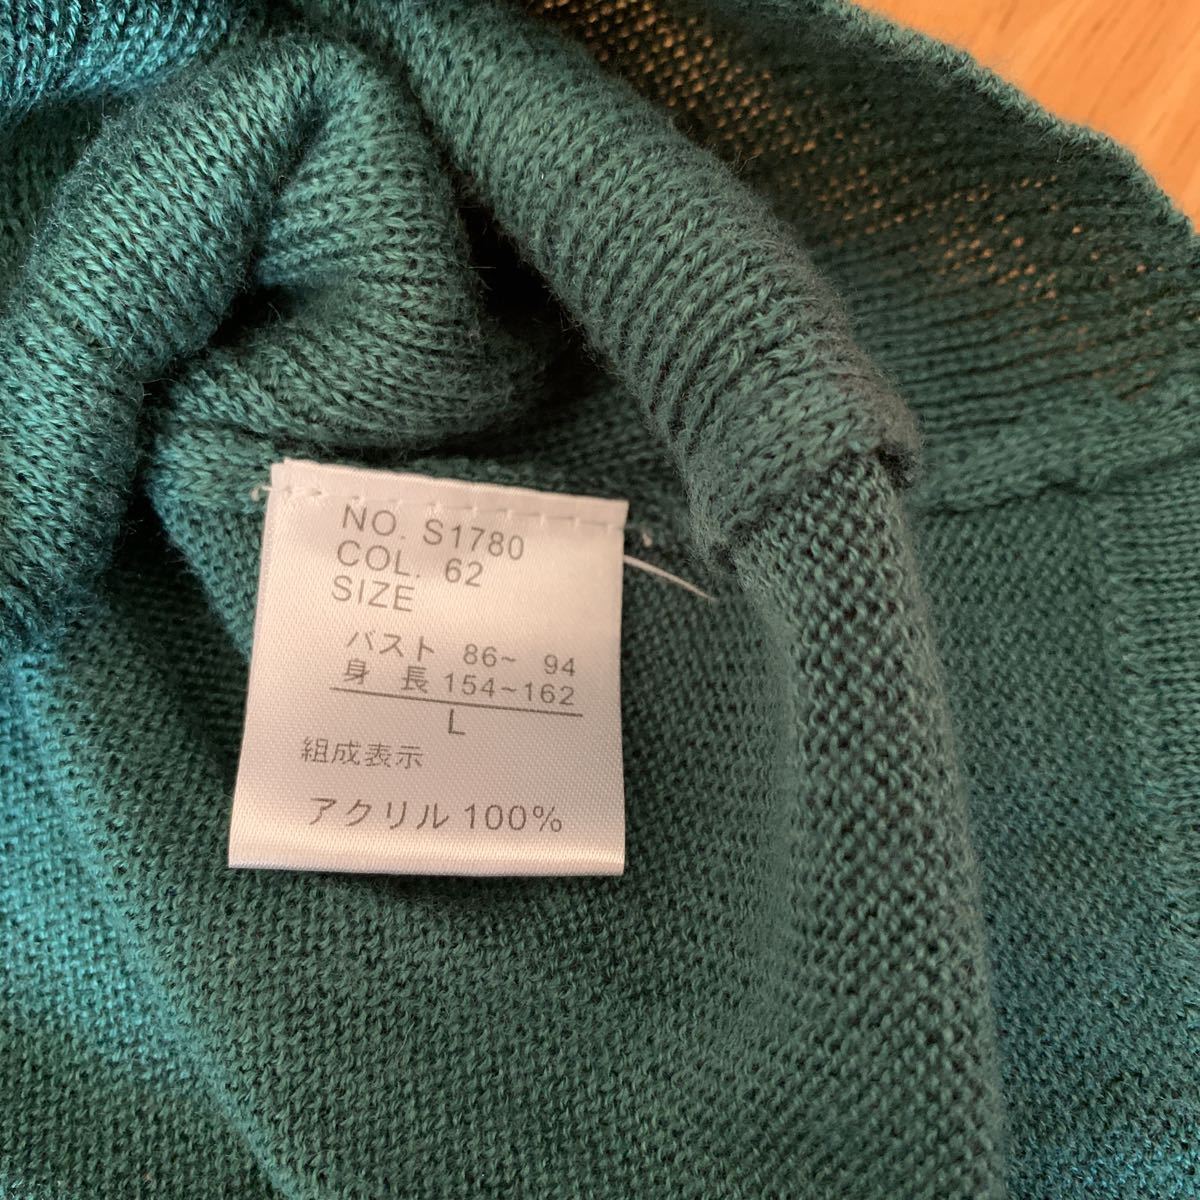 NO. S1780
COL. 62
SIZE
バスト 86~ 94
身 長 154~162
L
組成表示
アクリル 100%